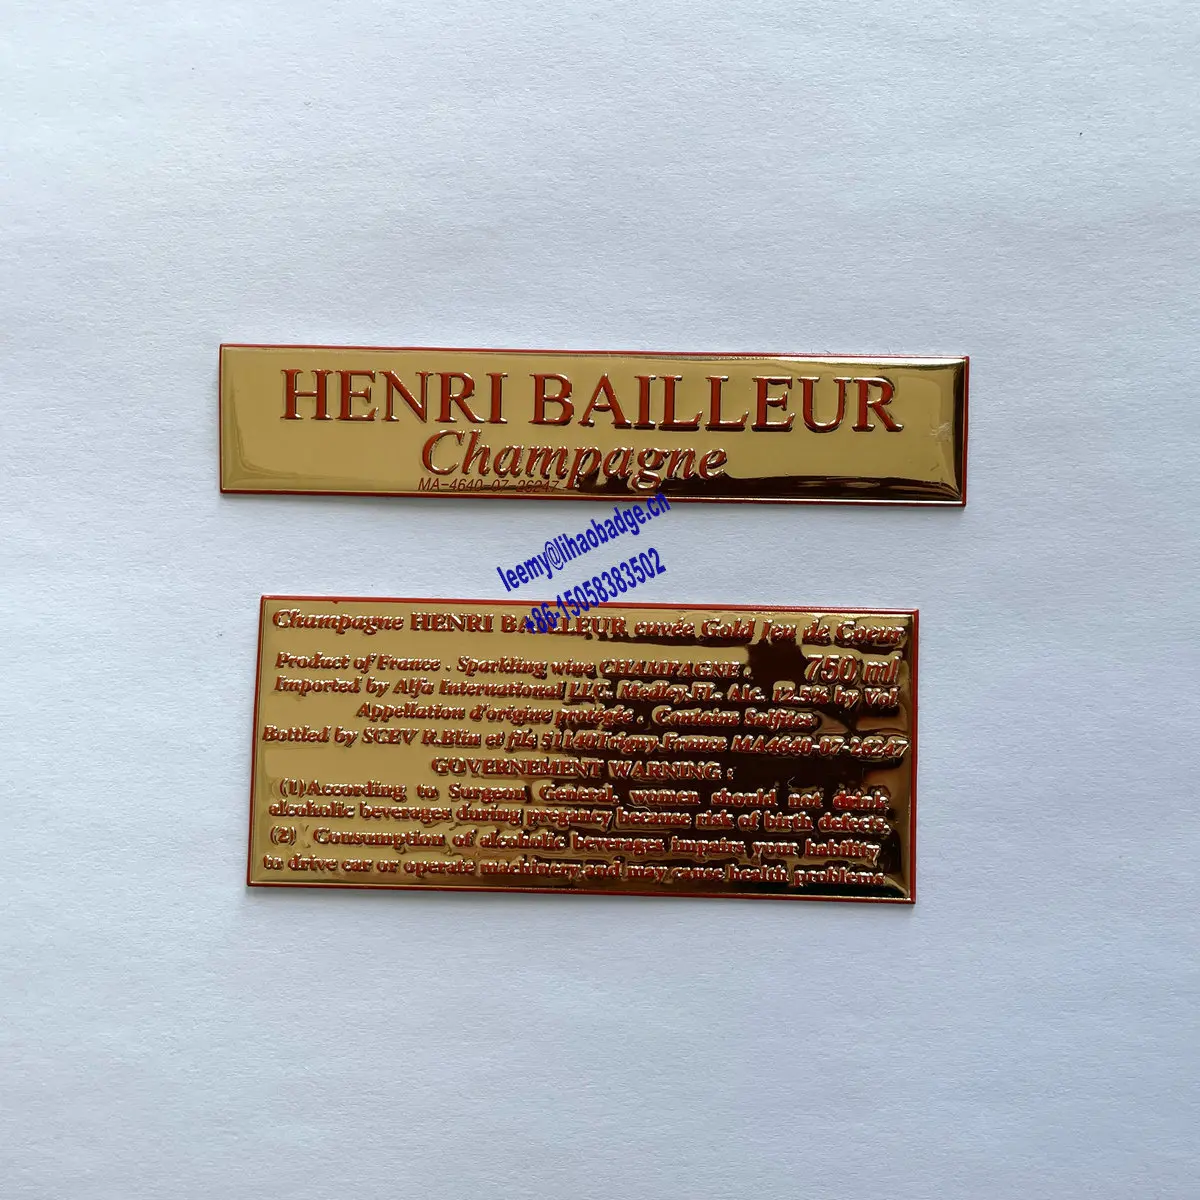 HENRI BAILLEUR
Champagne
MA-4640-07-26247
leemy@lihaobadge.cn
+86-15058383502
Champagne HENRI BAILLEUR cuvée Gold Jeu de Coeur
Product of France . Sparkling wine CHAMPAGNE . 750 ml
Imported by Alfa International LLC. Medley FL. Alc. 12.5% by Vol
Appellation d'origine protégée . Contains Sulfites
Bottled by SCEV R.Blin et fils 51140 Trigny France MA4640-07-26247
GOVERNEMENT WARNING :
(1)According to Surgeon General, women should not drink
alcoholic beverages during pregancy because risk of birth defects.
(2) Consumption of alcoholic beverages impairs your hability
to drive car or operate machinery,and may cause health problems